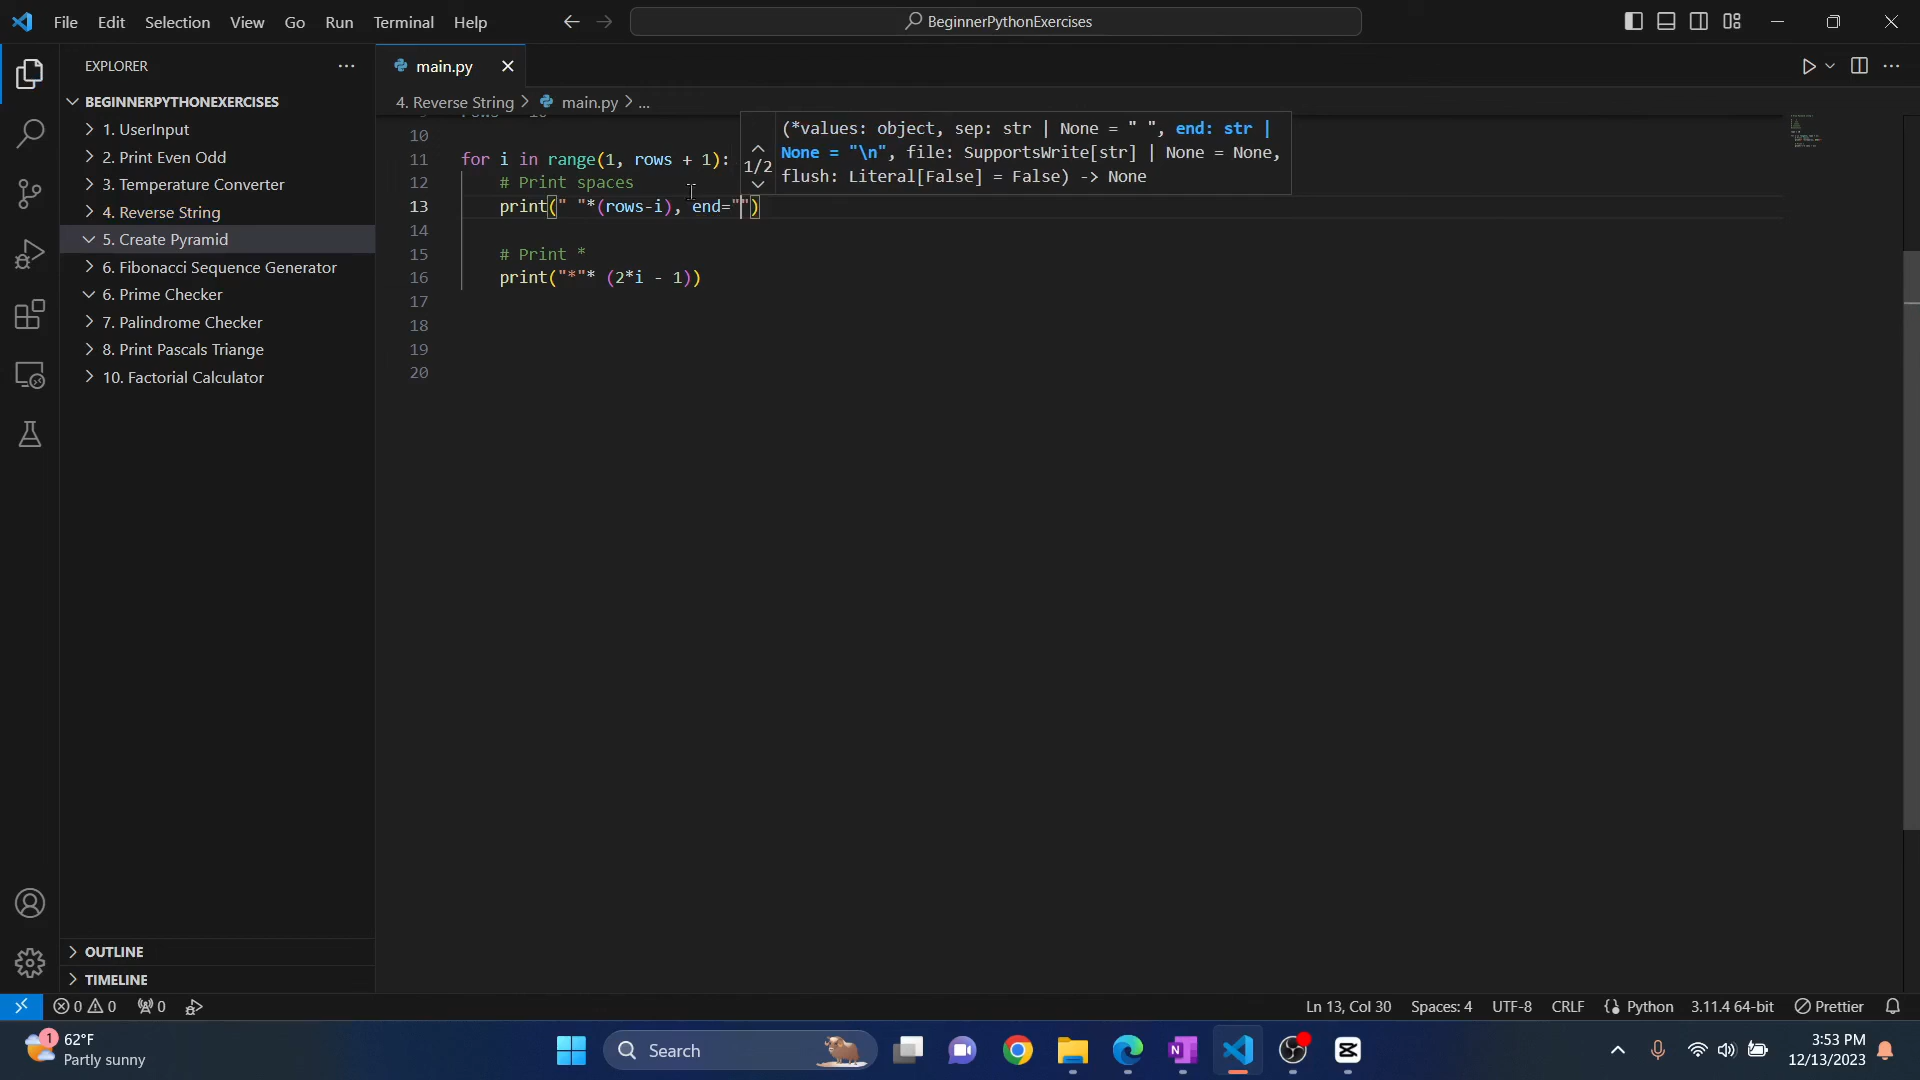 File Edit Selection View Go Run Terminal Help
BeginnerPythonExercises
EXPLORER
BEGINNERPYTHONEXERCISES
1. UserInput
2. Print Even Odd
3. Temperature Converter
4. Reverse String
5. Create Pyramid
6. Fibonacci Sequence Generator
6. Prime Checker
7. Palindrome Checker
8. Print Pascals Triange
10. Factorial Calculator
OUTLINE
TIMELINE
main.py
4. Reverse String > main.py > ...
10
11 for i in range(1, rows + 1):
12 # Print spaces
13 print(" "*(rows-i), end="")
14
15 # Print *
16 print("*"* (2*i - 1))
17
18
19
20
1/2
(*values: object, sep: str | None = " ", end: str |
None = "\n", file: SupportsWrite[str] | None = None,
flush: Literal[False] = False) -> None
0 0 0
Ln 13, Col 30 Spaces: 4 UTF-8 CRLF Python 3.11.4 64-bit Prettier
1
62°F
Partly sunny
Search
3:53 PM
12/13/2023